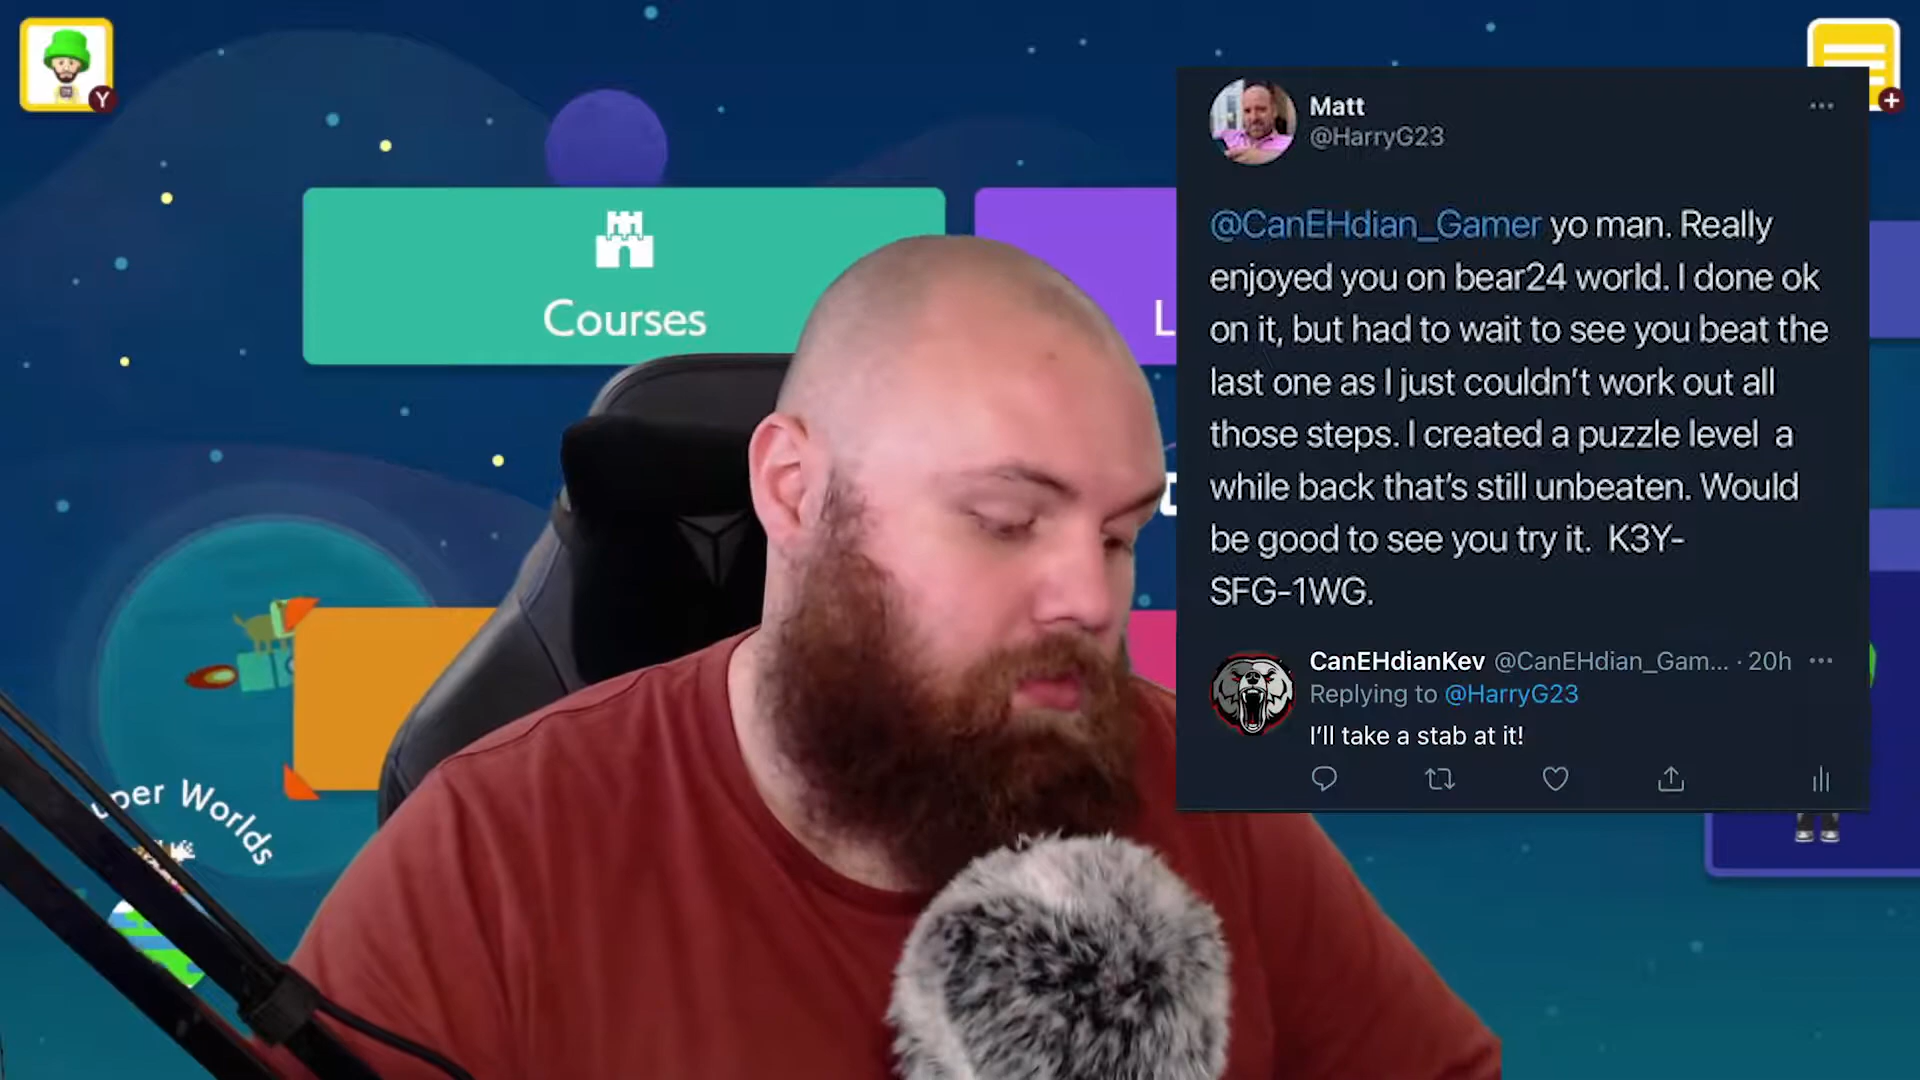 Y
Courses
L
uper Worlds
Matt
@HarryG23
@CanEHdian_Gamer yo man. Really
enjoyed you on bear24 world. I done ok
on it, but had to wait to see you beat the
last one as I just couldn't work out all
those steps. I created a puzzle level a
while back that's still unbeaten. Would
be good to see you try it. K3Y-
SFG-1WG.
CanEHdianKev @CanEHdian_Gam... · 20h
Replying to @HarryG23
I'll take a stab at it!